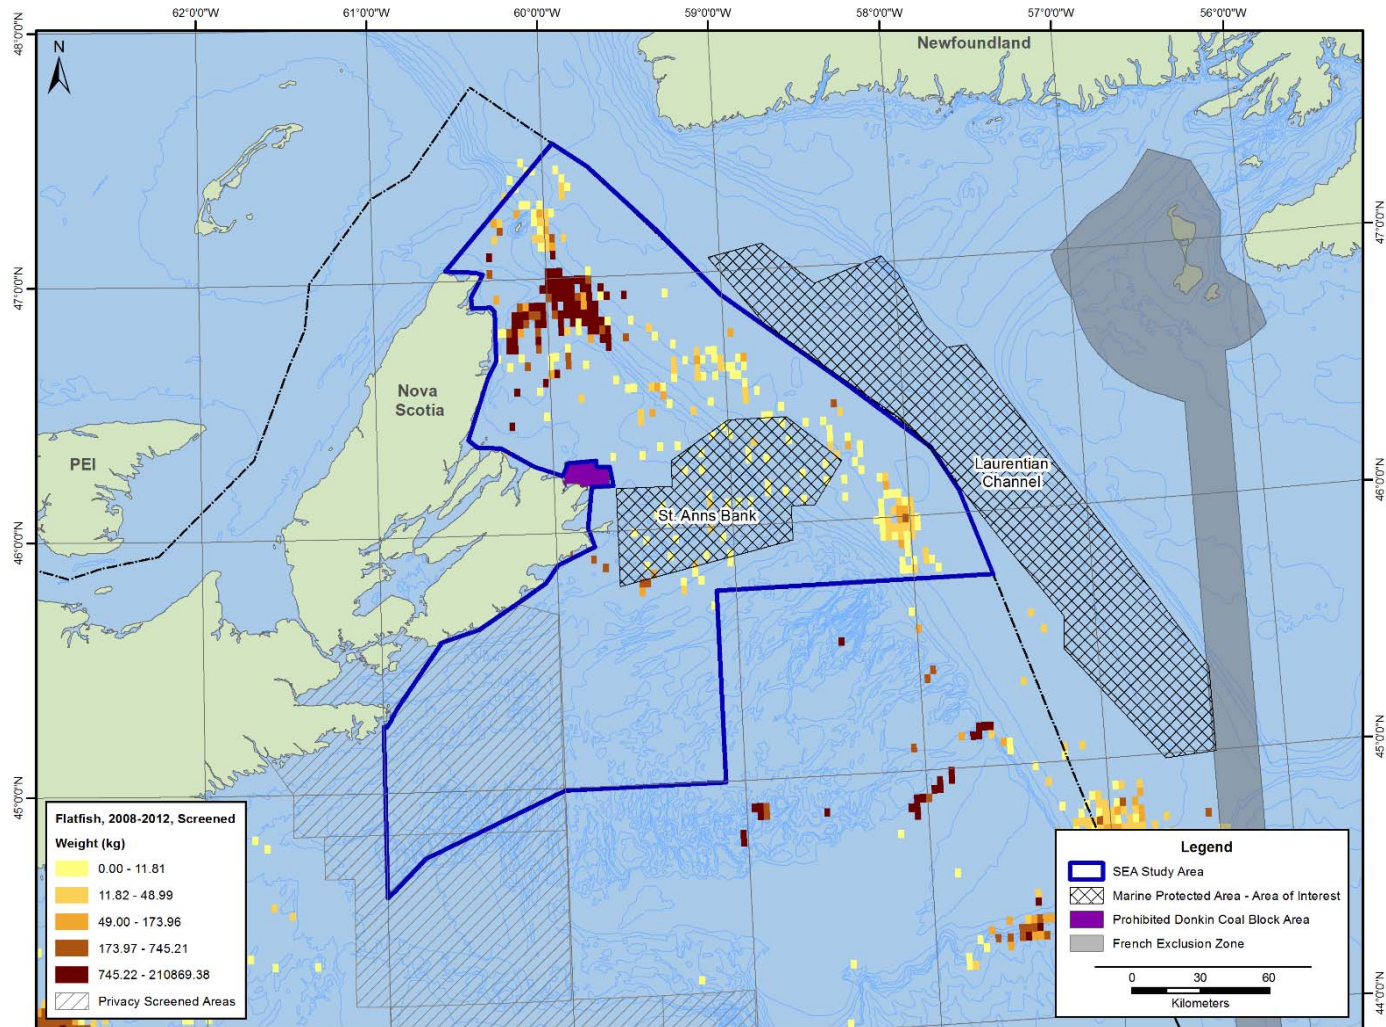 62°0'0"W
61°0'0"W
60°0'0"W
59°0'0"W
58°0'0"W
57°0'0"W
56°0'0"W
48°0'0"N
N
Newfoundland
47°0'0"N
47°0'0"N
Nova
Scotia
PEI
46°0'0"N
Laurentian
Channel
St. Anns Bank
46°0'0"N
45°0'0"N
45°0'0"N
44°0'0"N
Flatfish, 2008-2012, Screened
Weight (kg)
0.00 - 11.81
11.82 - 48.99
49.00 - 173.96
173.97 - 745.21
745.22 - 210869.38
Privacy Screened Areas
Legend
SEA Study Area
Marine Protected Area - Area of Interest
Prohibited Donkin Coal Block Area
French Exclusion Zone
0 30 60
Kilometers